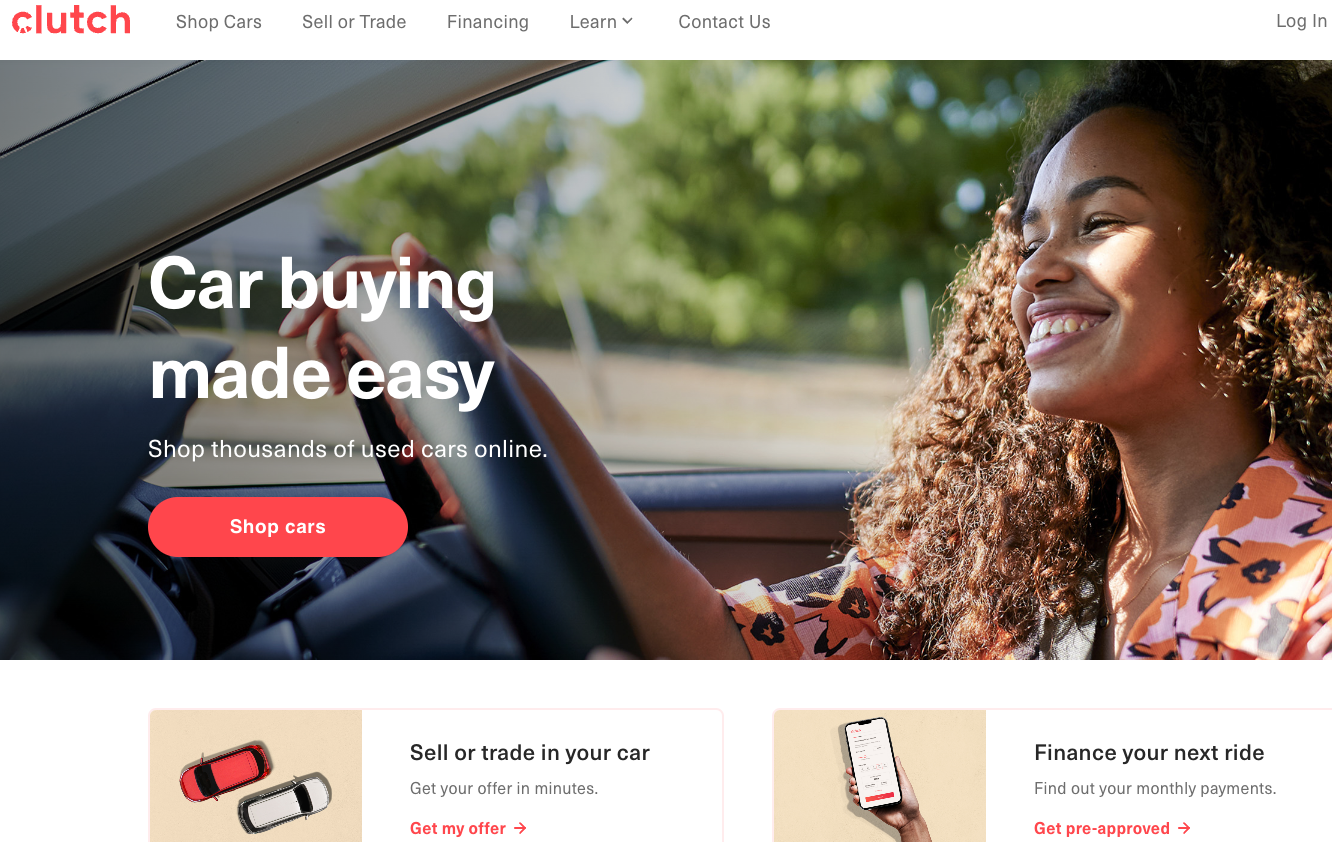 clutch
Shop Cars
Sell or Trade
Financing
Learn
Contact Us
Log In
Car buying
made easy
Shop thousands of used cars online.
Shop cars
Sell or trade in your car
Get your offer in minutes.
Get my offer →
Finance your next ride
Find out your monthly payments.
Get pre-approved →